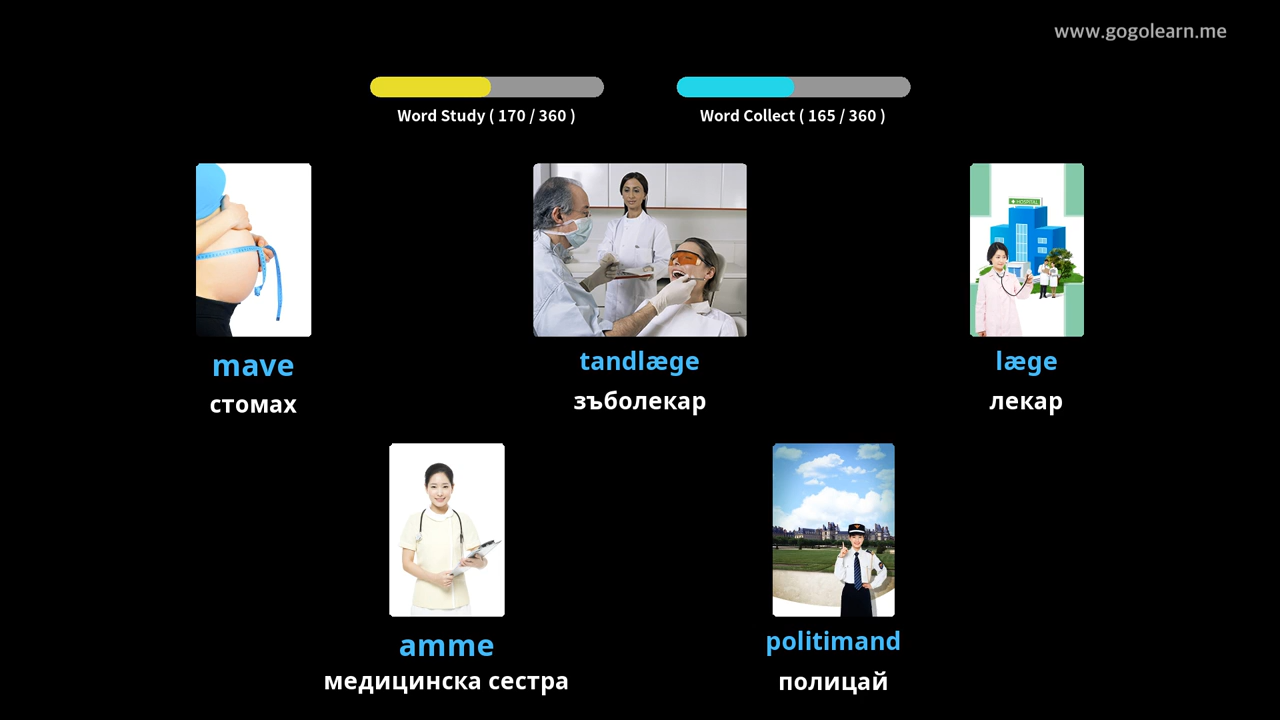 www.gogolearn.me
Word Study ( 170 / 360 )
Word Collect ( 165 / 360 )
HOSPITAL
mave
стомах
tandlæge
зъболекар
læge
лекар
amme
медицинска сестра
politimand
полицай